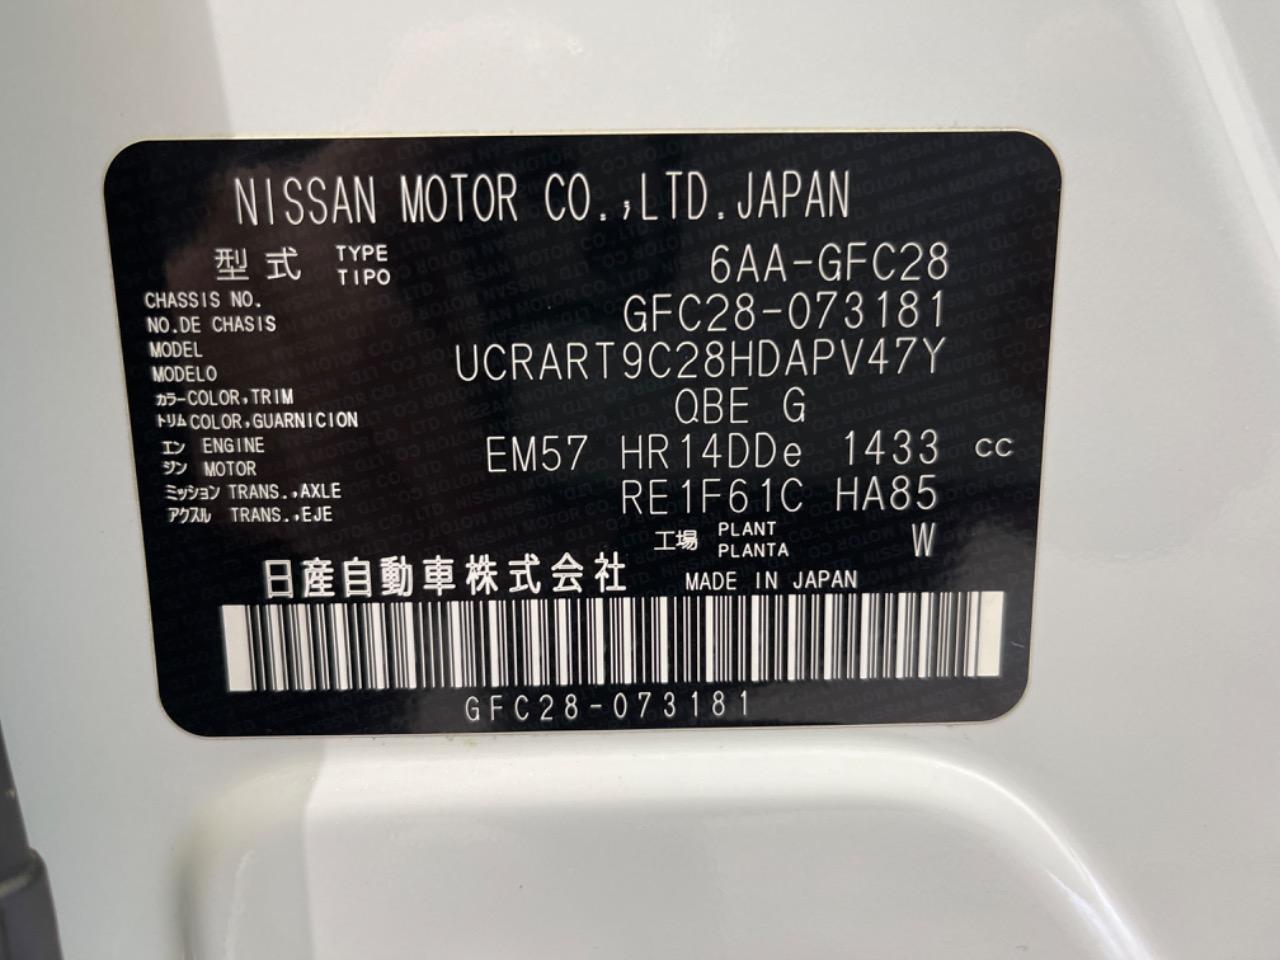 NISSAN MOTOR CO.,LTD.JAPAN
型式 TYPE TIPO 6AA-GFC28
CHASSIS NO. NO.DE CHASIS GFC28-073181
MODEL MODELO UCRART9C28HDAPV47Y
カラー COLOR,TRIM
トリム COLOR,GUARNICION QBE G
エン ENGINE
ジン MOTOR EM57 HR14DDe 1433 cc
ミッション TRANS.,AXLE
アクスル TRANS.,EJE RE1F61C HA85
工場 PLANT PLANTA W
日産自動車株式会社 MADE IN JAPAN
GFC28-073181